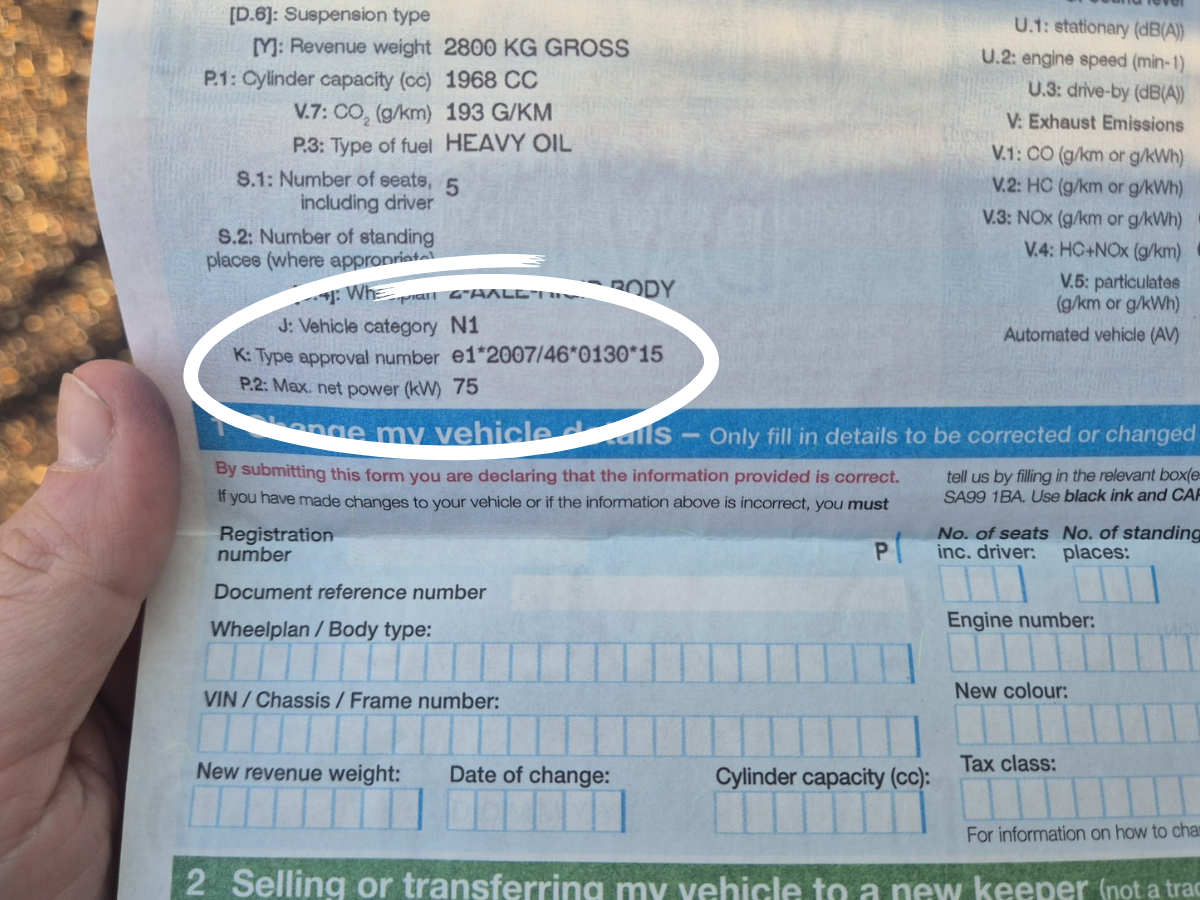 [D.6]: Suspension type
[Y]: Revenue weight 2800 KG GROSS
P.1: Cylinder capacity (cc) 1968 CC
V.7: CO2 (g/km) 193 G/KM
P.3: Type of fuel HEAVY OIL
S.1: Number of seats, including driver 5
S.2: Number of standing
places (where appropriate)
Wheelplan 2-AXLE-RIGID BODY
J: Vehicle category N1
K: Type approval number e1*2007/46*0130*15
P.2: Max. net power (kW) 75
U.1: stationary (dB(A))
U.2: engine speed (min-1)
U.3: drive-by (dB(A))
V: Exhaust Emissions
V.1: CO (g/km or g/kWh)
V.2: HC (g/km or g/kWh)
V.3: NOx (g/km or g/kWh)
V.4: HC+NOx (g/km)
V.5: particulates
(g/km or g/kWh)
Automated vehicle (AV)
1 Change my vehicle details – Only fill in details to be corrected or changed
By submitting this form you are declaring that the information provided is correct.
If you have made changes to your vehicle or if the information above is incorrect, you must
tell us by filling in the relevant
SA99 1BA. Use black ink and
Registration
number
P
Document reference number
Wheelplan / Body type:
VIN / Chassis / Frame number:
New revenue weight: Date of change: Cylinder capacity (cc):
No. of seats No. of standing
inc. driver: places:
Engine number:
New colour:
Tax class:
For information on how to
2 Selling or transferring my vehicle to a new keeper (not a